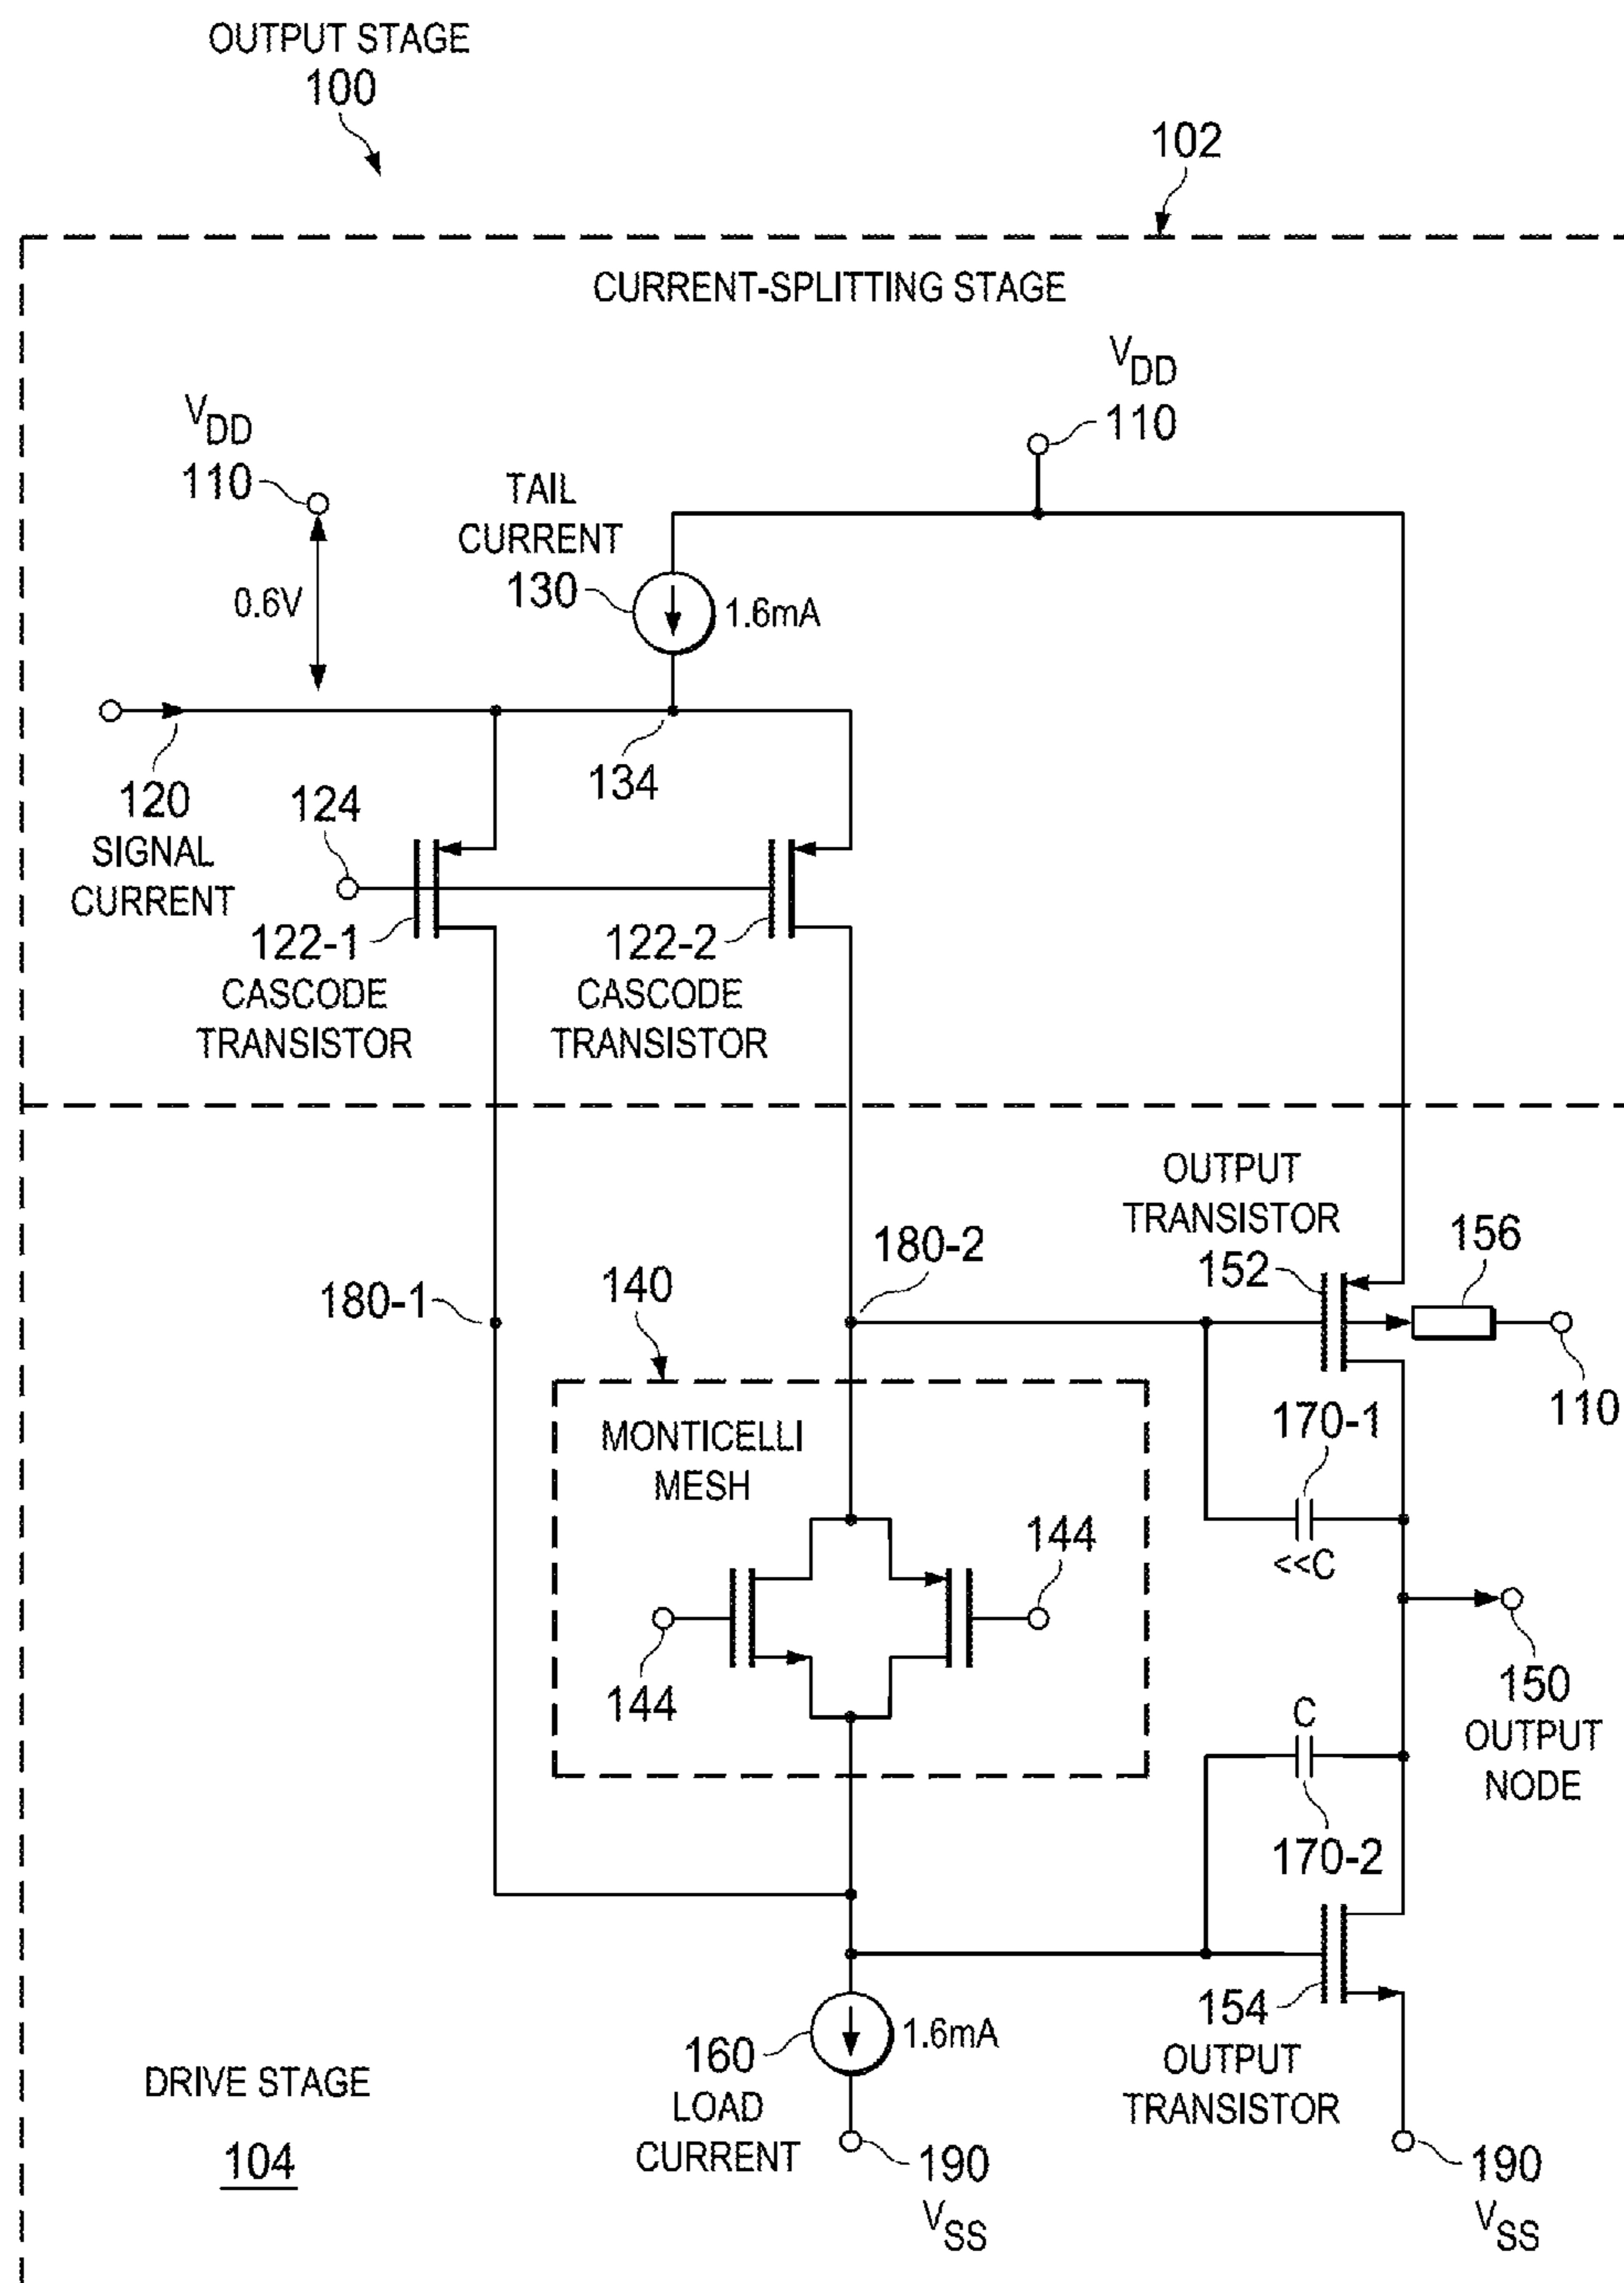 OUTPUT STAGE
100
102
CURRENT-SPLITTING STAGE
VDD
110
VDD
110
TAIL
CURRENT
130
1.6mA
0.6V
134
120
SIGNAL
CURRENT
124
122-1
CASCODE
TRANSISTOR
122-2
CASCODE
TRANSISTOR
OUTPUT
TRANSISTOR
152
156
180-2
140
180-1
110
MONTICELLI
MESH
170-1
<<C
144
144
150
OUTPUT
NODE
C
170-2
154
OUTPUT
TRANSISTOR
160
LOAD
CURRENT
1.6mA
DRIVE STAGE
104
190
VSS
190
VSS